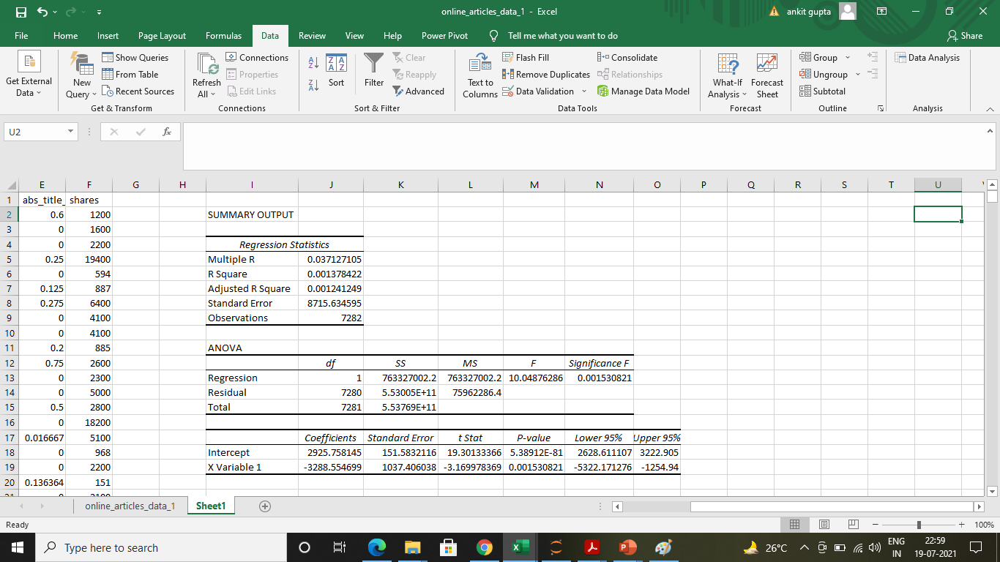 online_articles_data_1 - Excel
ankit gupta
File Home Insert Page Layout Formulas Data Review View Help Power Pivot Tell me what you want to do Share
Get External Data
New Query
Show Queries
From Table
Recent Sources
Get & Transform
Refresh All
Connections
Properties
Edit Links
Connections
Sort
Filter
Clear
Reapply
Advanced
Sort & Filter
Text to Columns
Flash Fill
Remove Duplicates
Data Validation
Consolidate
Relationships
Manage Data Model
Data Tools
What-If Analysis
Forecast Sheet
Forecast
Group
Ungroup
Subtotal
Outline
Data Analysis
Analysis
U2
fx
E F G H I J K L M N O P Q R S T U
1 abs_title_ shares
2 0.6 1200 SUMMARY OUTPUT
3 0 1600
4 0 2200 Regression Statistics
5 0.25 19400 Multiple R 0.037127105
6 0 594 R Square 0.001378422
7 0.125 887 Adjusted R Square 0.001241249
8 0.275 6400 Standard Error 8715.634595
9 0 4100 Observations 7282
10 0 4100
11 0.2 885 ANOVA
12 0.75 2600 df SS MS F Significance F
13 0 2300 Regression 1 763327002.2 763327002.2 10.04876286 0.001530821
14 0 5000 Residual 7280 5.53005E+11 75962286.4
15 0.5 2800 Total 7281 5.53769E+11
16 0 18200
17 0.016667 5100 Coefficients Standard Error t Stat P-value Lower 95% Upper 95%
18 0 968 Intercept 2925.758145 151.5832116 19.30133366 5.38912E-81 2628.611107 3222.905
19 0 2200 X Variable 1 -3288.554699 1037.406038 -3.169978369 0.001530821 -5322.171276 -1254.94
20 0.136364 151
online_articles_data_1 Sheet1
Ready
100%
Type here to search
26°C
ENG
IN
22:59
19-07-2021